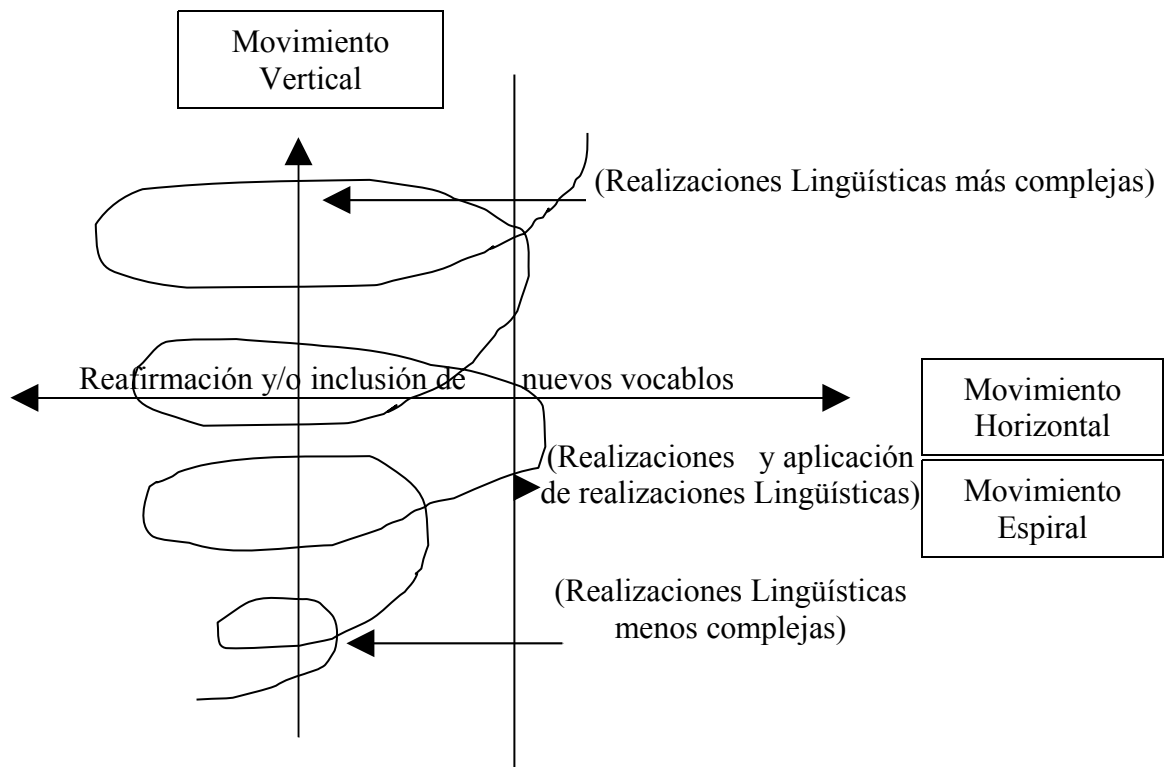 Movimiento
Vertical
(Realizaciones Lingüísticas más complejas)
Reafirmación y/o inclusión de nuevos vocablos
Movimiento
Horizontal
(Realizaciones y aplicación
de realizaciones Lingüísticas)
Movimiento
Espiral
(Realizaciones Lingüísticas
menos complejas)